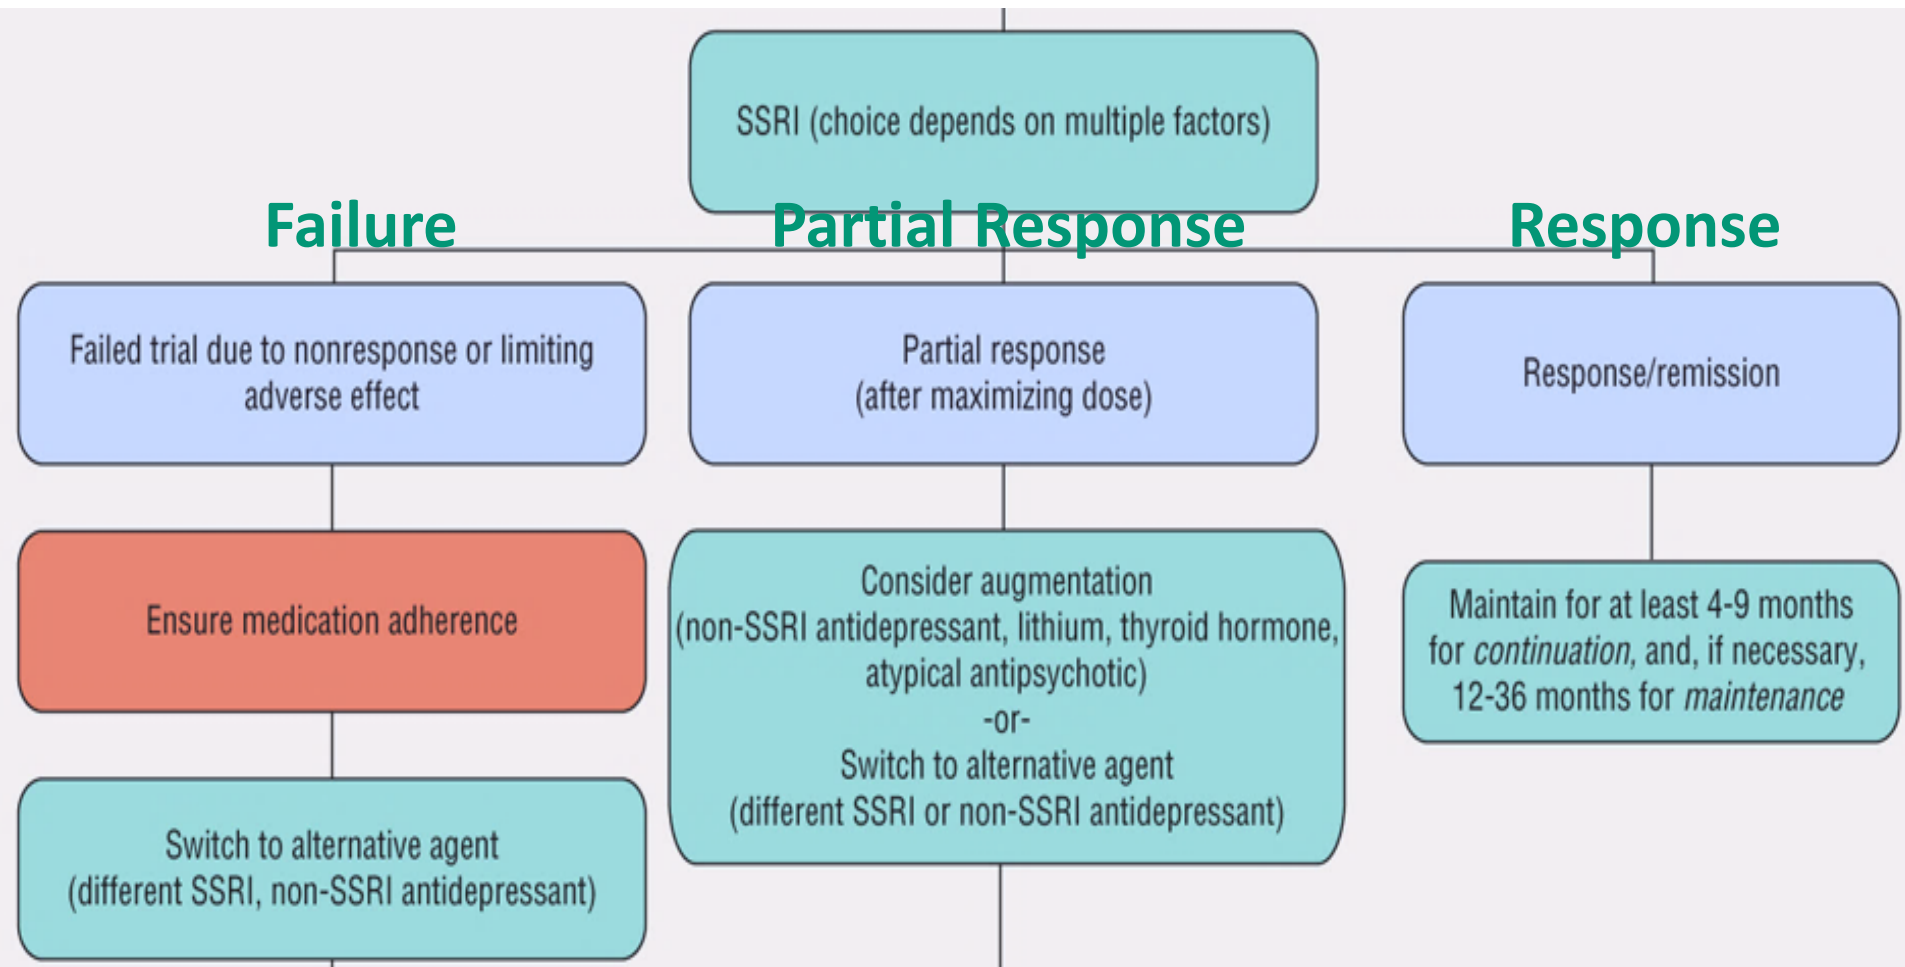 SSRI (choice depends on multiple factors)
Failure
Partial Response
Response
Failed trial due to nonresponse or limiting
adverse effect
Partial response
(after maximizing dose)
Response/remission
Ensure medication adherence
Consider augmentation
(non-SSRI antidepressant, lithium, thyroid hormone,
atypical antipsychotic)
-or-
Switch to alternative agent
(different SSRI or non-SSRI antidepressant)
Maintain for at least 4-9 months
for continuation, and, if necessary,
12-36 months for maintenance
Switch to alternative agent
(different SSRI, non-SSRI antidepressant)